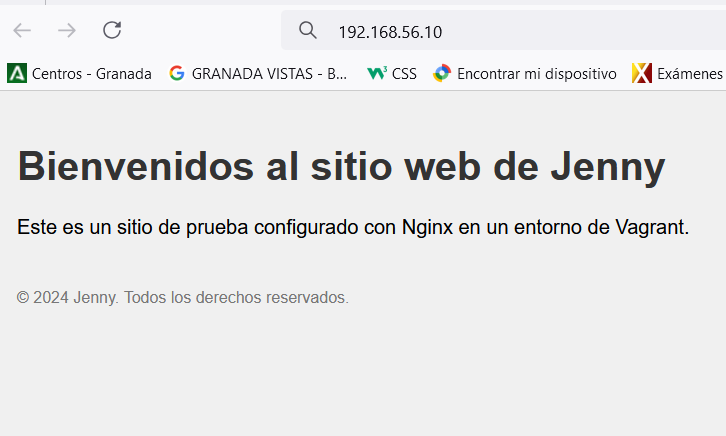 192.168.56.10
Centros - Granada GRANADA VISTAS - B... CSS Encontrar mi dispositivo Exámenes
Bienvenidos al sitio web de Jenny
Este es un sitio de prueba configurado con Nginx en un entorno de Vagrant.
© 2024 Jenny. Todos los derechos reservados.